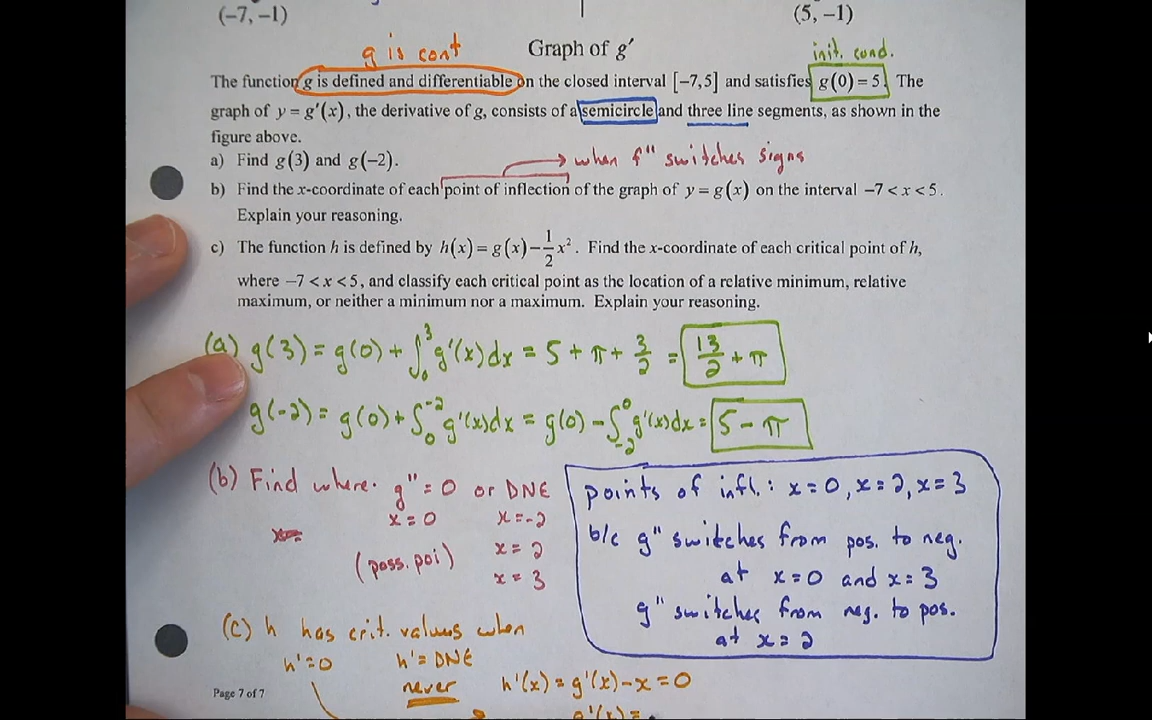 (-7, -1) (5, -1)
g is cont Graph of g′ init. cond.
The function g is defined and differentiable on the closed interval [-7,5] and satisfies g(0)=5. The
graph of y = g′(x), the derivative of g, consists of a semicircle and three line segments, as shown in the
figure above.
a) Find g(3) and g(-2). when f" switches signs
b) Find the x-coordinate of each point of inflection of the graph of y = g(x) on the interval -7 < x < 5.
Explain your reasoning.
c) The function h is defined by h(x) = g(x) - 1/2 x². Find the x-coordinate of each critical point of h,
where -7 < x < 5, and classify each critical point as the location of a relative minimum, relative
maximum, or neither a minimum nor a maximum. Explain your reasoning.
(a) g(3) = g(0) + ∫₀³ g'(x)dx = 5 + π + 3/2 = 13/2 + π
g(-2) = g(0) + ∫₀⁻² g'(x)dx = g(0) - ∫₋₂⁰ g'(x)dx = 5 - π
(b) Find where g" = 0 or DNE
x = 0 x = -2
(poss. poi) x = 2
x = 3
points of infl.: x=0, x=2, x=3
b/c g" switches from pos. to neg.
at x=0 and x=3
g" switches from neg. to pos.
at x=2
(c) h has crit. values when
h'=0 h'=DNE
never h'(x) = g'(x) - x = 0
Page 7 of 7 g'(x) =